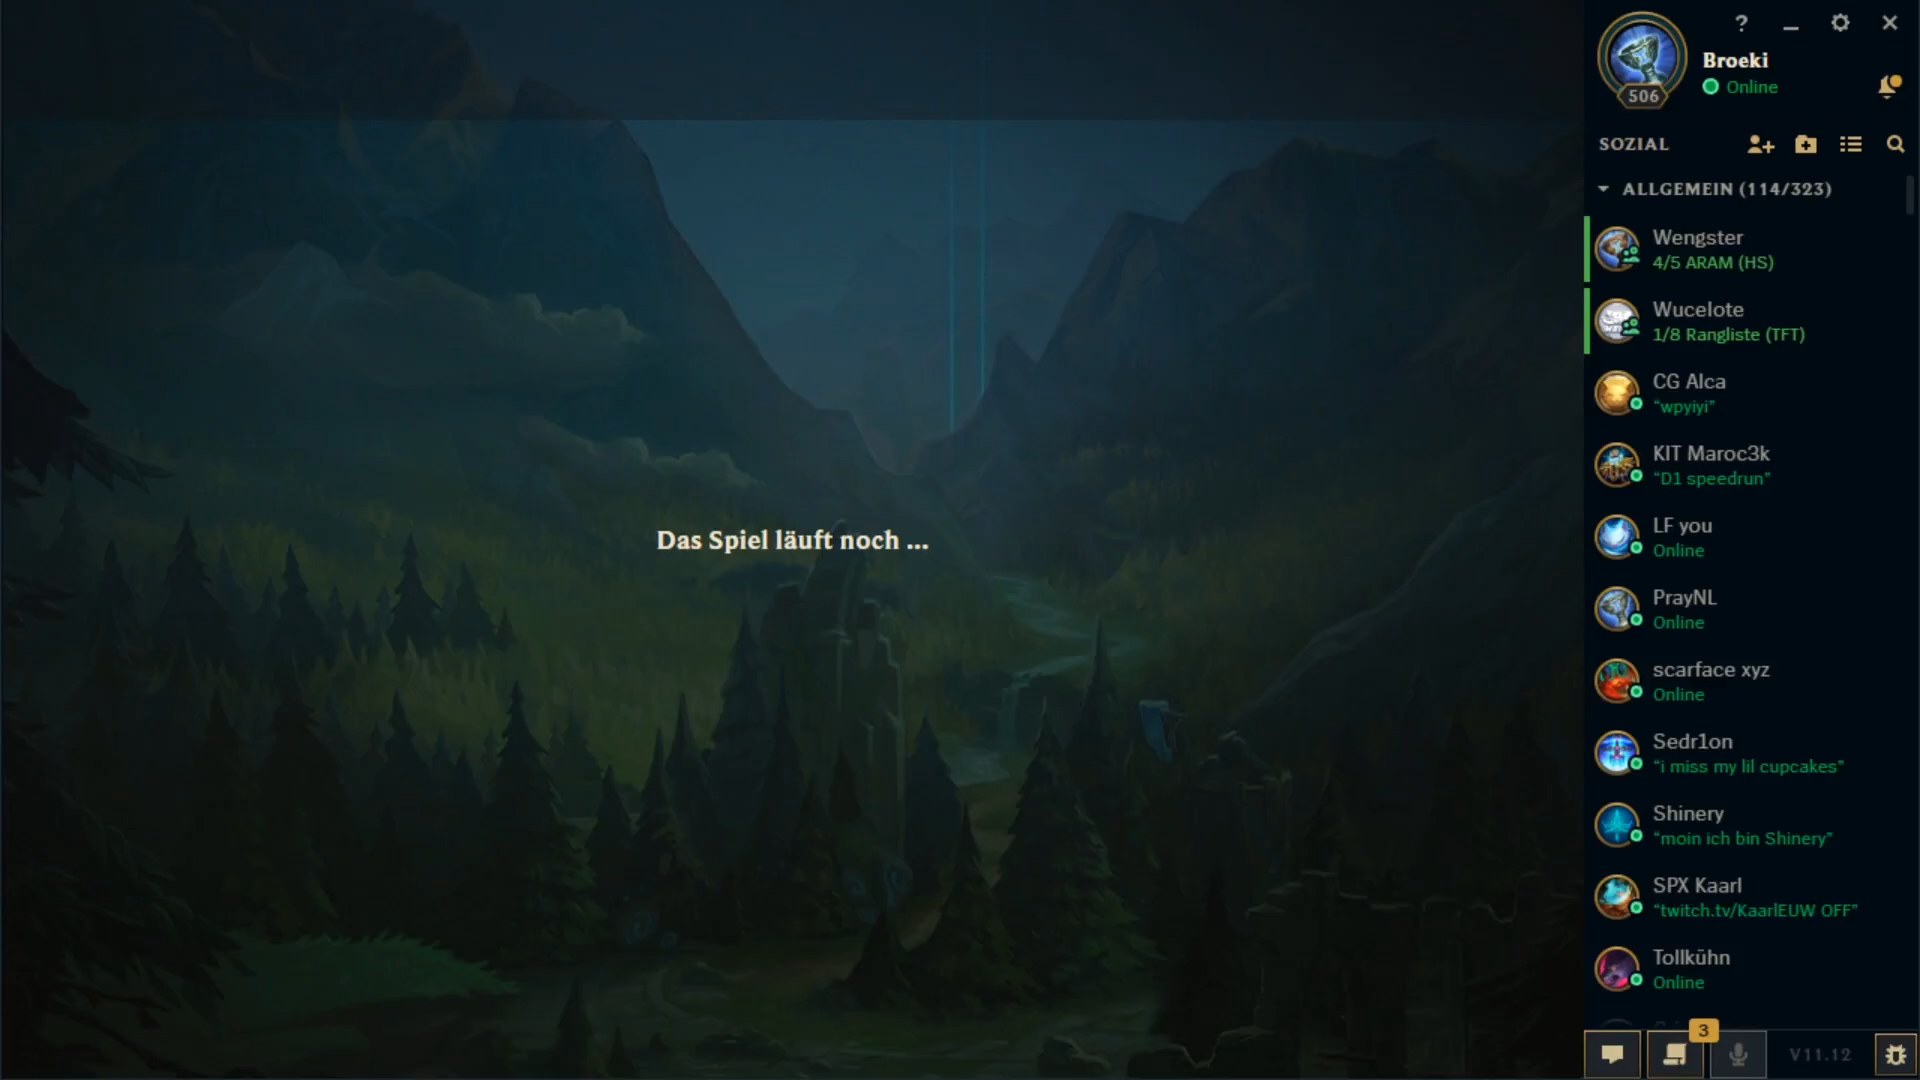 ?
Broeki
506
Online
SOZIAL
ALLGEMEIN (114/323)
Wengster
4/5 ARAM (HS)
Wucelote
1/8 Rangliste (TFT)
CG Alca
“wpyiyi”
KIT Maroc3k
“D1 speedrun”
Das Spiel läuft noch ...
LF you
Online
PrayNL
Online
scarface xyz
Online
Sedr1on
“i miss my lil cupcakes”
Shinery
“moin ich bin Shinery”
SPX Kaarl
“twitch.tv/KaarlEUW OFF”
Tollkühn
Online
3
V11.12